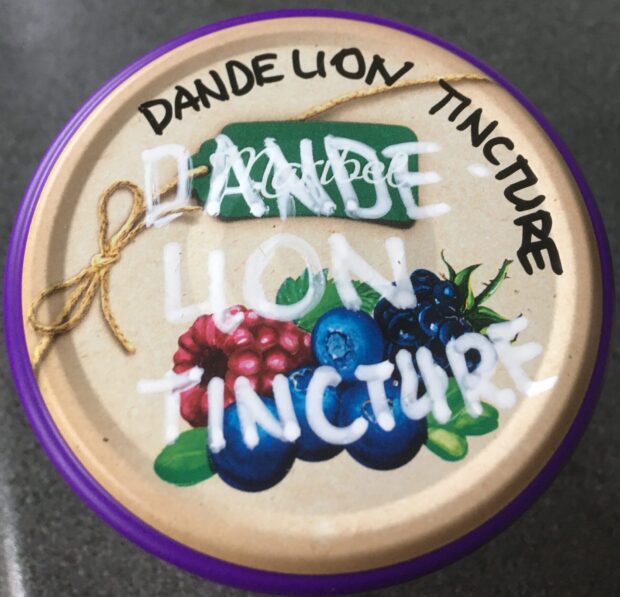 DANDELION TINCTURE
Maribel
DANDE-
LION
TINCTURE